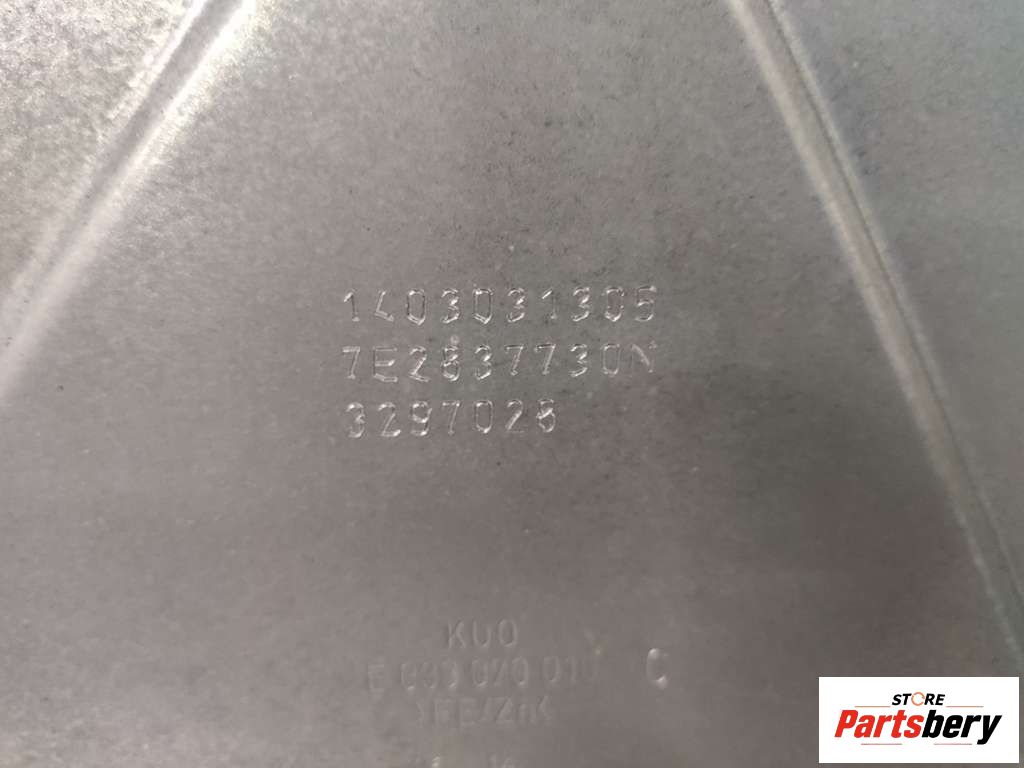 1403031305
7E2837730N
3297028
KUO
C
STORE
Partsbery